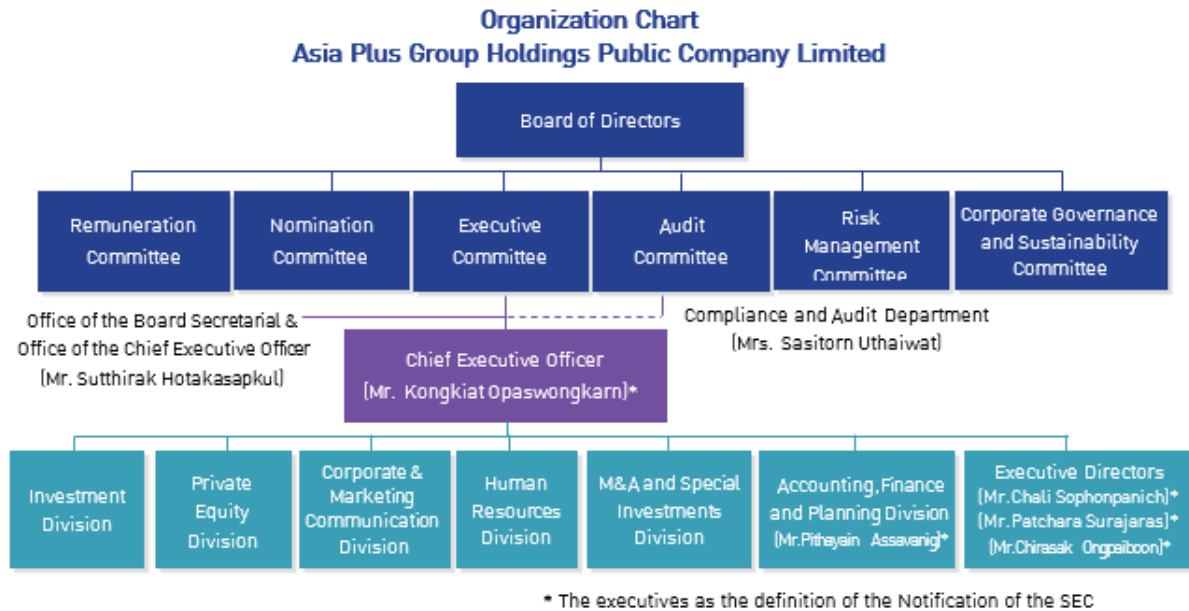 Organization Chart
Asia Plus Group Holdings Public Company Limited
Board of Directors
Remuneration
Committee
Nomination
Committee
Executive
Committee
Audit
Committee
Risk
Management
Committee
Corporate Governance
and Sustainability
Committee
Office of the Board Secretarial &
Office of the Chief Executive Officer
(Mr. Sutthirak Hotakasapkul)
Compliance and Audit Department
(Mrs. Sasitorn Uthaiwat)
Chief Executive Officer
(Mr. Kongkiat Opaswongkarn)*
Investment
Division
Private
Equity
Division
Corporate &
Marketing
Communication
Division
Human
Resources
Division
M&A and Special
Investments
Division
Accounting, Finance
and Planning Division
(Mr.Pithayain Assavanig)*
Executive Directors
(Mr.Chali Sophonpanich)*
(Mr.Patchara Surajaras)*
(Mr.Chirasak Ongpaiboon)*
* The executives as the definition of the Notification of the SEC